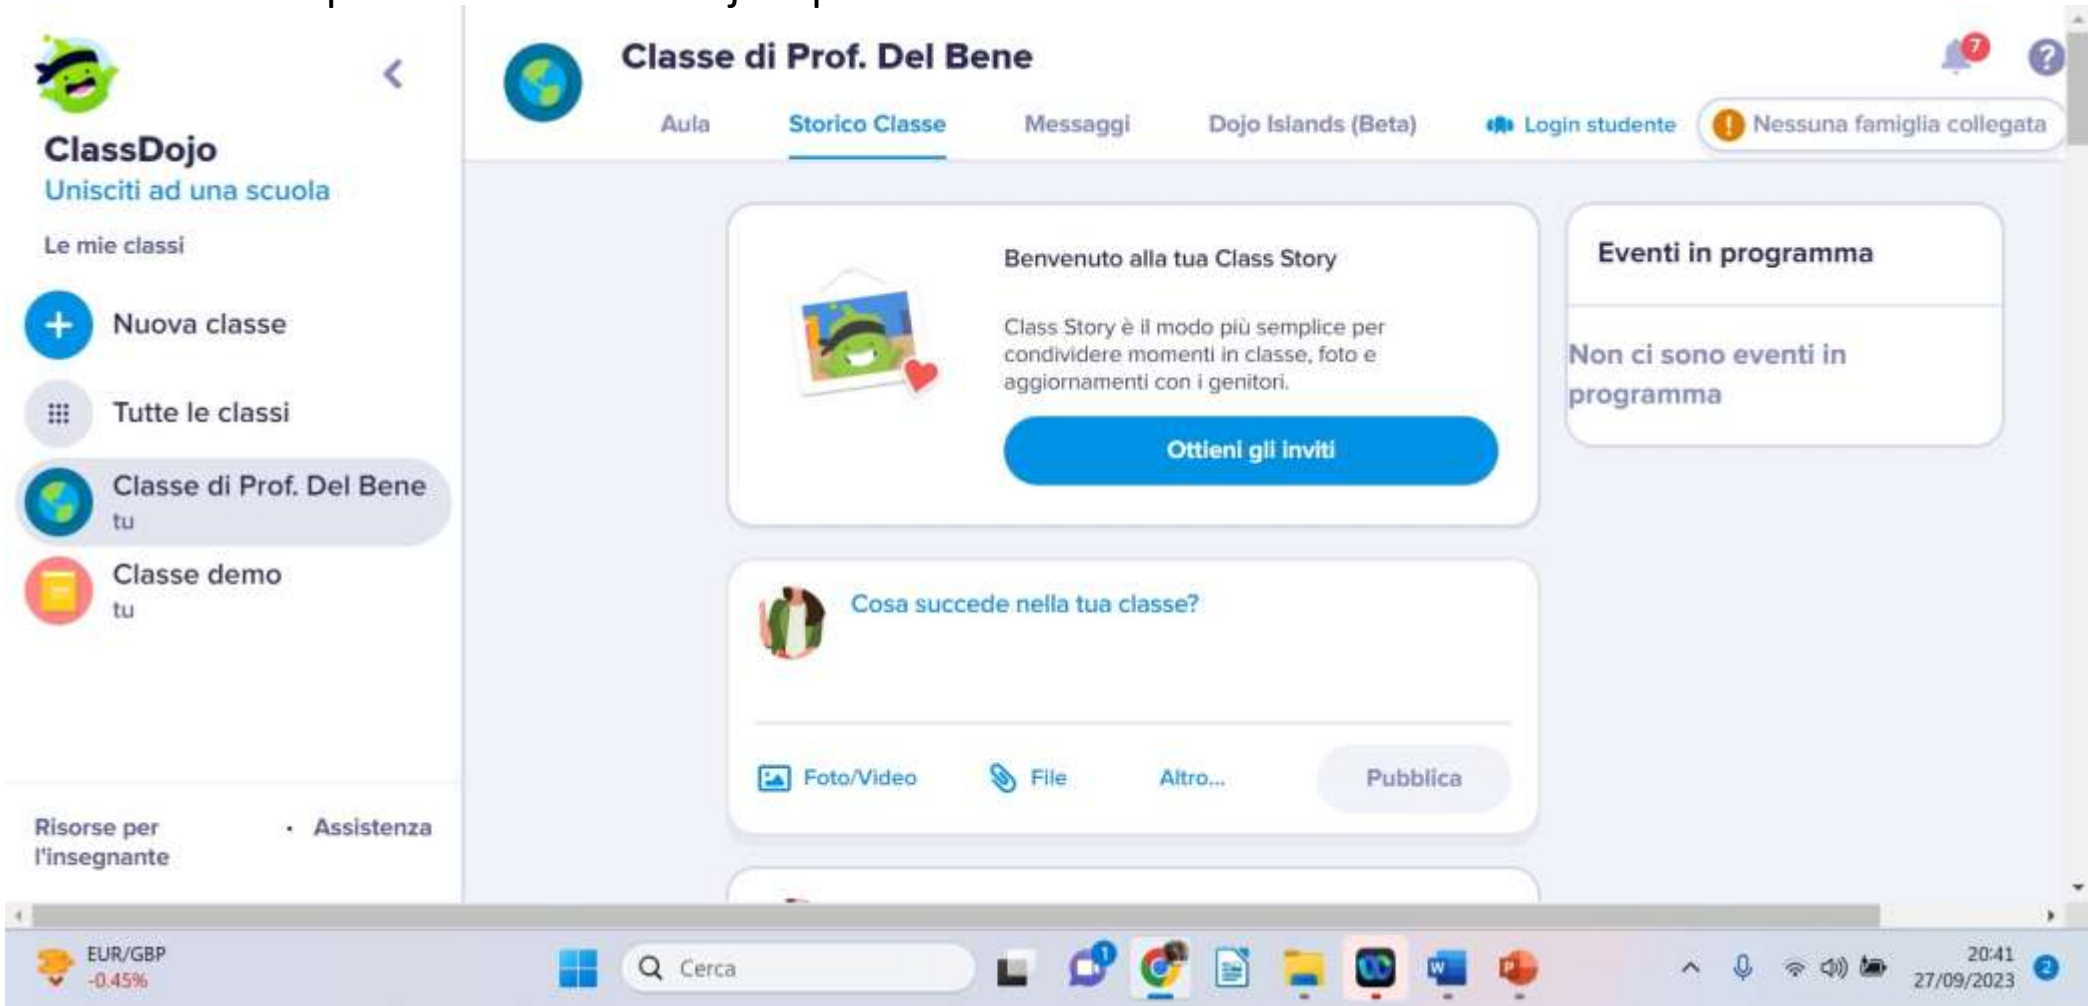 ClassDojo
Unisciti ad una scuola
Le mie classi
Nuova classe
Tutte le classi
Classe di Prof. Del Bene
tu
Classe demo
tu
Risorse per
l'insegnante
· Assistenza
Classe di Prof. Del Bene
7
?
Aula
Storico Classe
Messaggi
Dojo Islands (Beta)
Login studente
! Nessuna famiglia collegata
Benvenuto alla tua Class Story
Class Story è il modo più semplice per
condividere momenti in classe, foto e
aggiornamenti con i genitori.
Ottieni gli inviti
Eventi in programma
Non ci sono eventi in
programma
Cosa succede nella tua classe?
Foto/Video
File
Altro...
Pubblica
EUR/GBP
-0.45%
Cerca
1
W
P
20:41
27/09/2023
2